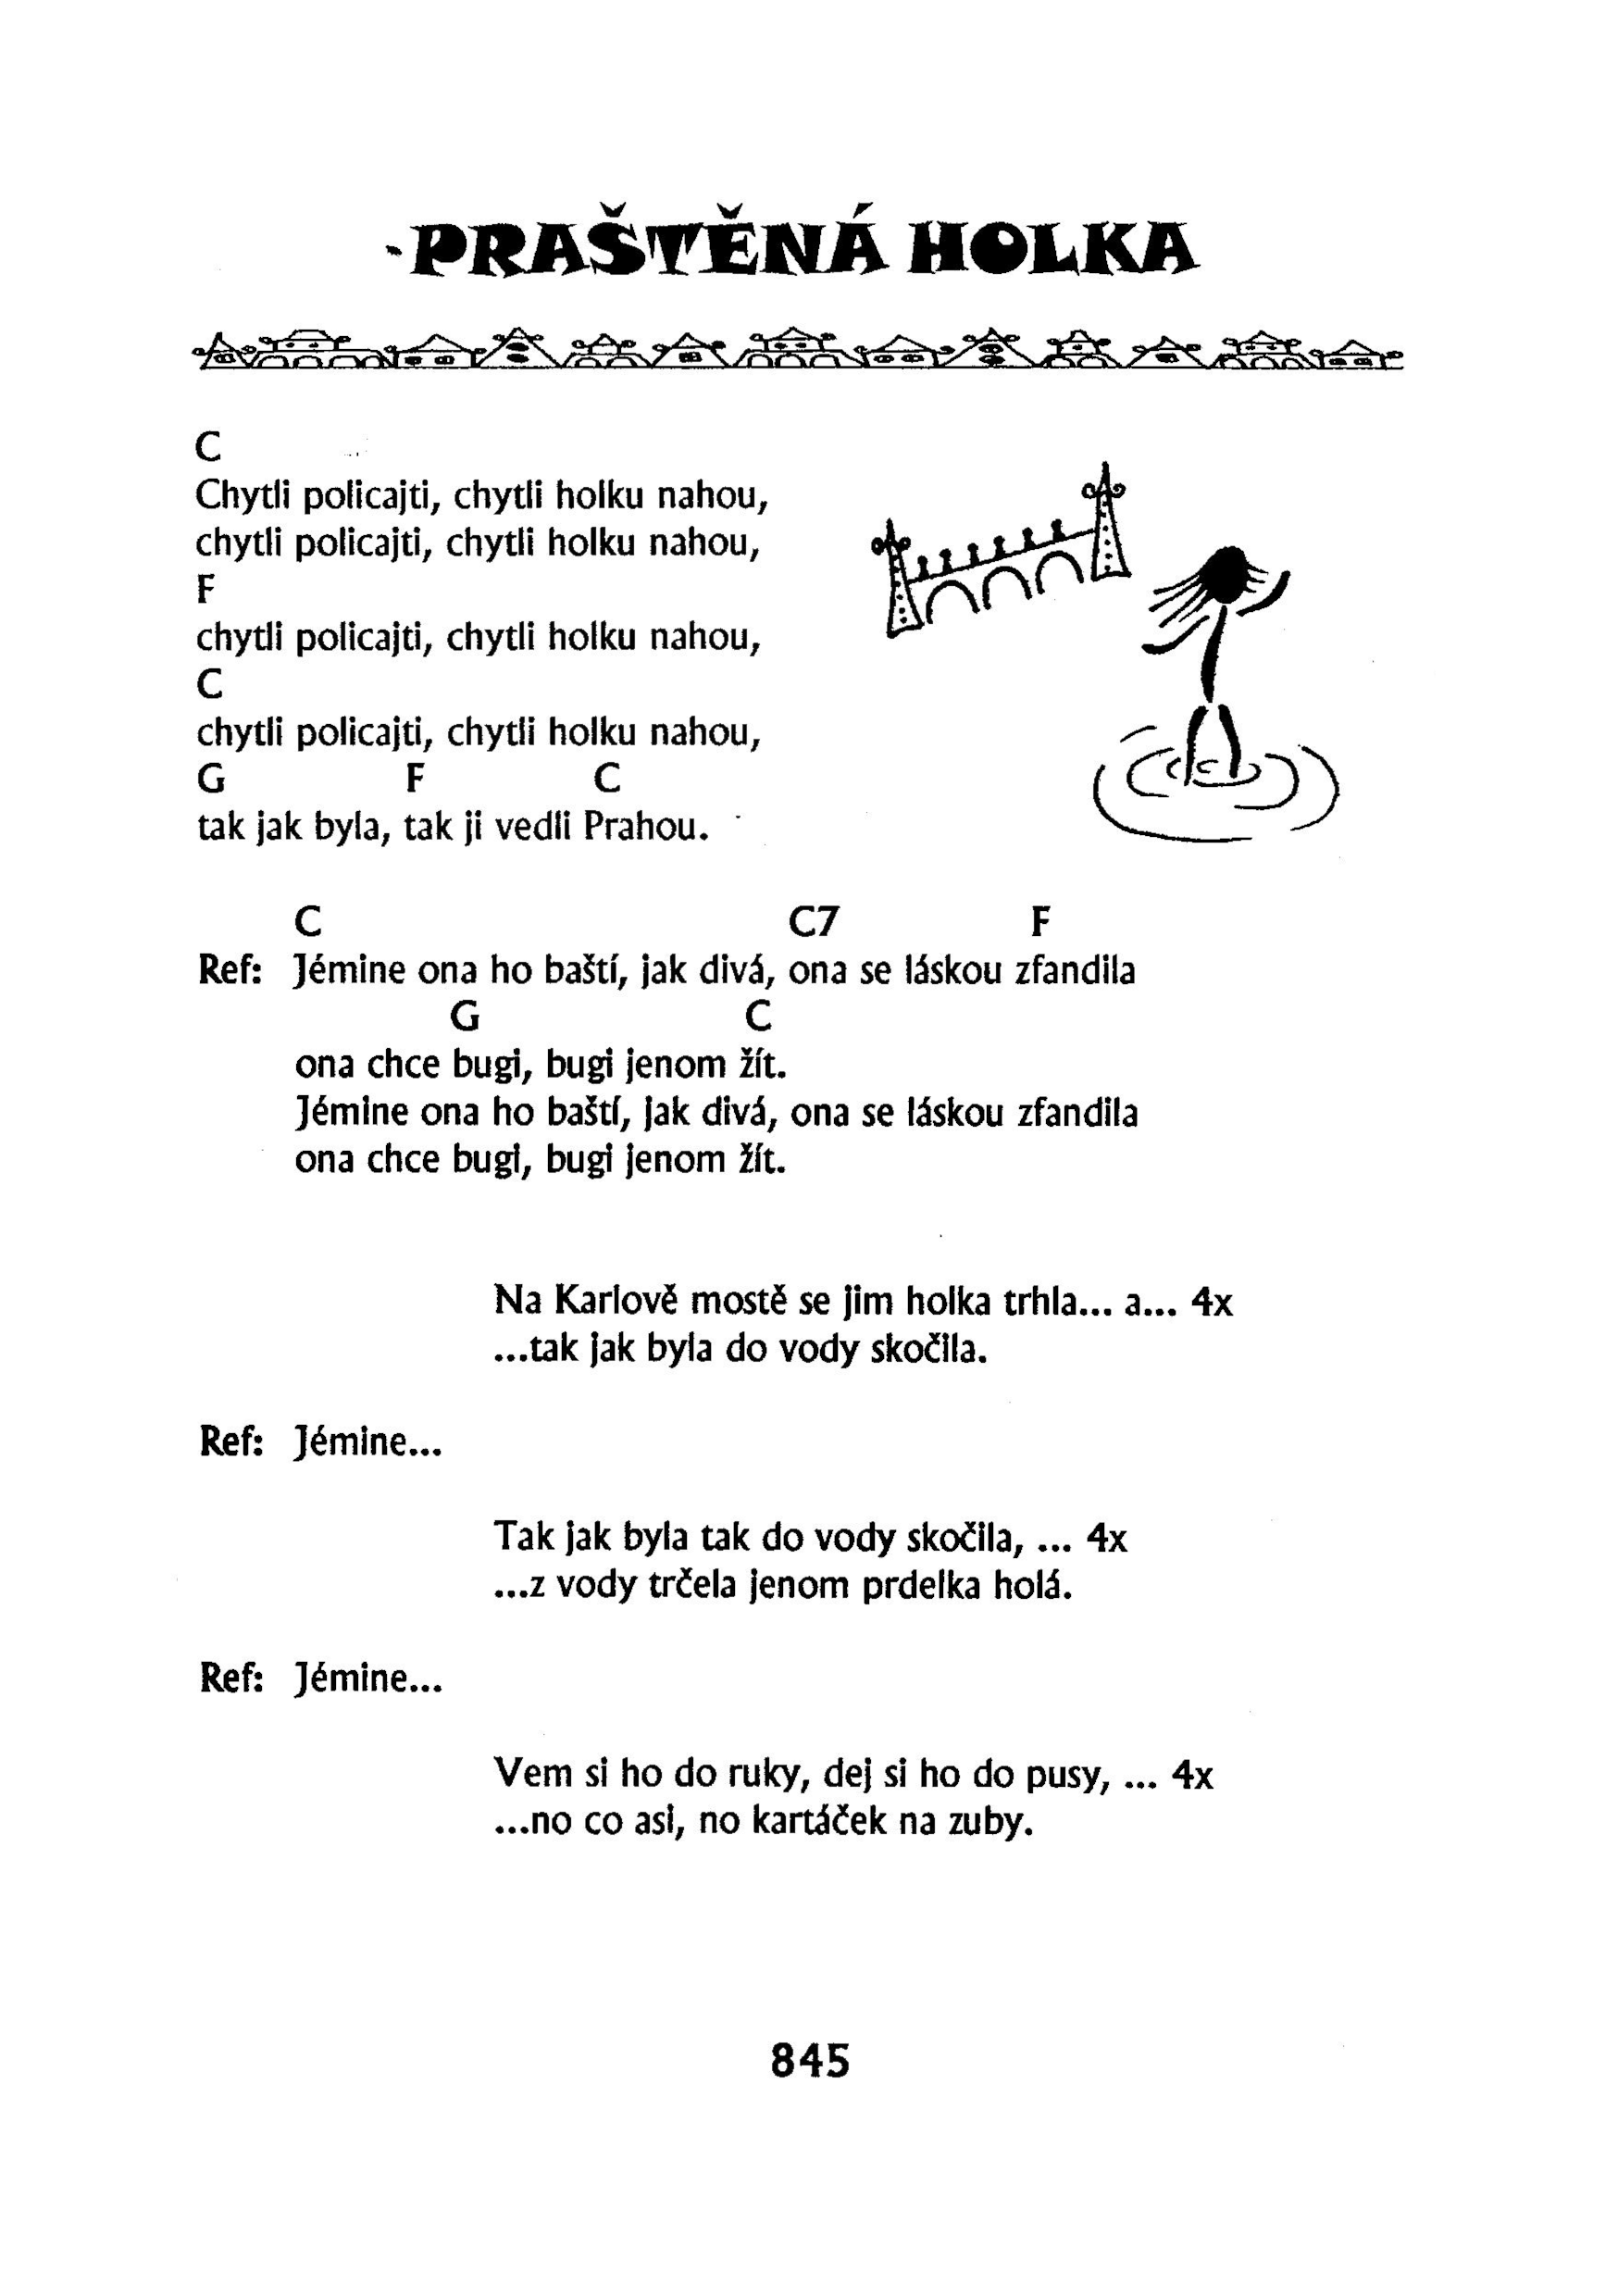 PRAŠTĚNÁ HOLKA
C
Chytli policajti, chytli holku nahou,
chytli policajti, chytli holku nahou,
F
chytli policajti, chytli holku nahou,
C
chytli policajti, chytli holku nahou,
G F C
tak jak byla, tak ji vedli Prahou.
C C7 F
Ref: Jémine ona ho baští, jak divá, ona se láskou zfandila
G C
ona chce bugi, bugi jenom žít.
Jémine ona ho baští, jak divá, ona se láskou zfandila
ona chce bugi, bugi jenom žít.
Na Karlově mostě se jim holka trhla... a... 4x
...tak jak byla do vody skočila.
Ref: Jémine...
Tak jak byla tak do vody skočila, ... 4x
...z vody trčela jenom prdelka holá.
Ref: Jémine...
Vem si ho do ruky, dej si ho do pusy, ... 4x
...no co asi, no kartáček na zuby.
845